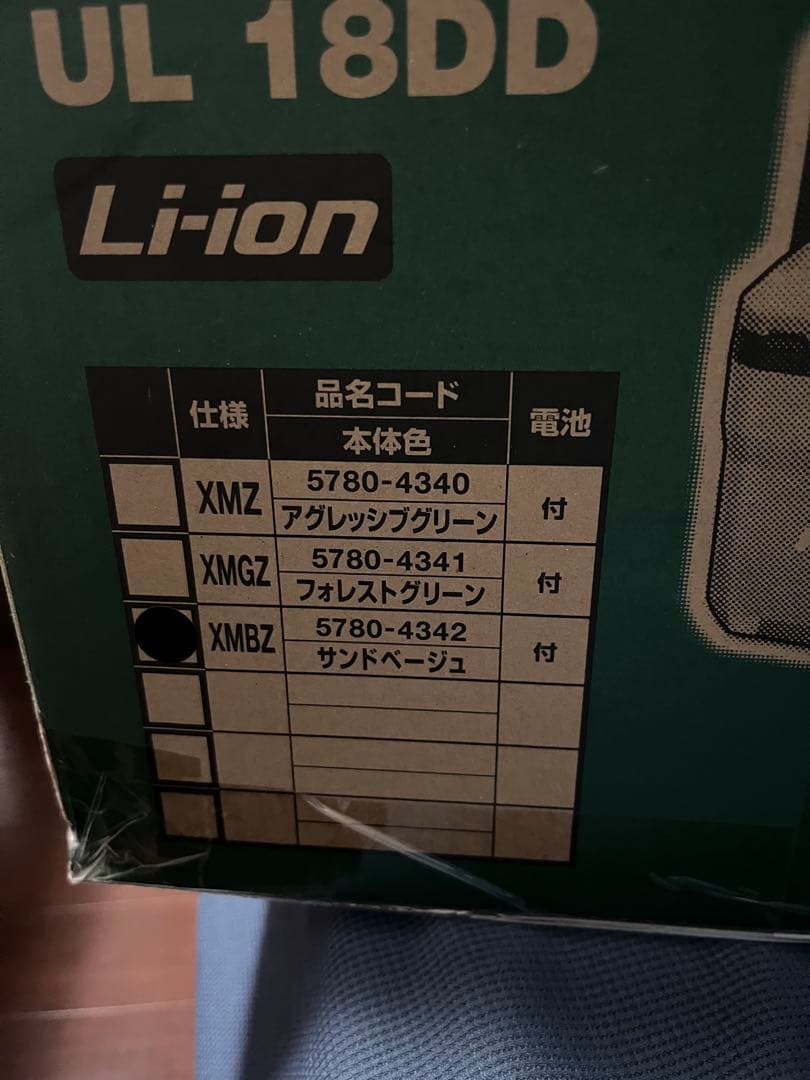 UL 18DD
Li-ion
仕様 品名コード 電池
本体色
XMZ 5780-4340 付
アグレッシブグリーン
XMGZ 5780-4341 付
フォレストグリーン
XMBZ 5780-4342 付
サンドベージュ